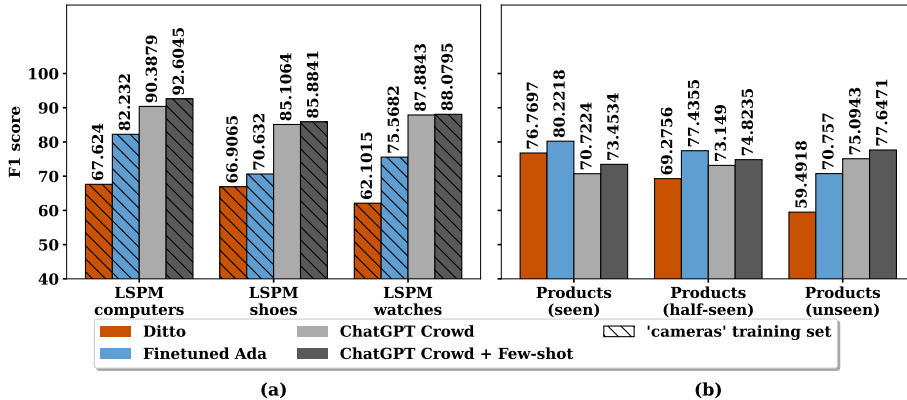 F1 score
100
90
80
70
60
50
40
67.624
82.232
90.3879
92.6045
66.9065
70.632
85.1064
85.8841
62.1015
75.5682
87.8843
88.0795
LSPM
computers
LSPM
shoes
LSPM
watches
76.7697
80.2218
70.7224
73.4534
69.2756
77.4355
73.149
74.8235
59.4918
70.757
75.0943
77.6471
Products
(seen)
Products
(half-seen)
Products
(unseen)
Ditto
Finetuned Ada
ChatGPT Crowd
ChatGPT Crowd + Few-shot
'cameras' training set
(a)
(b)